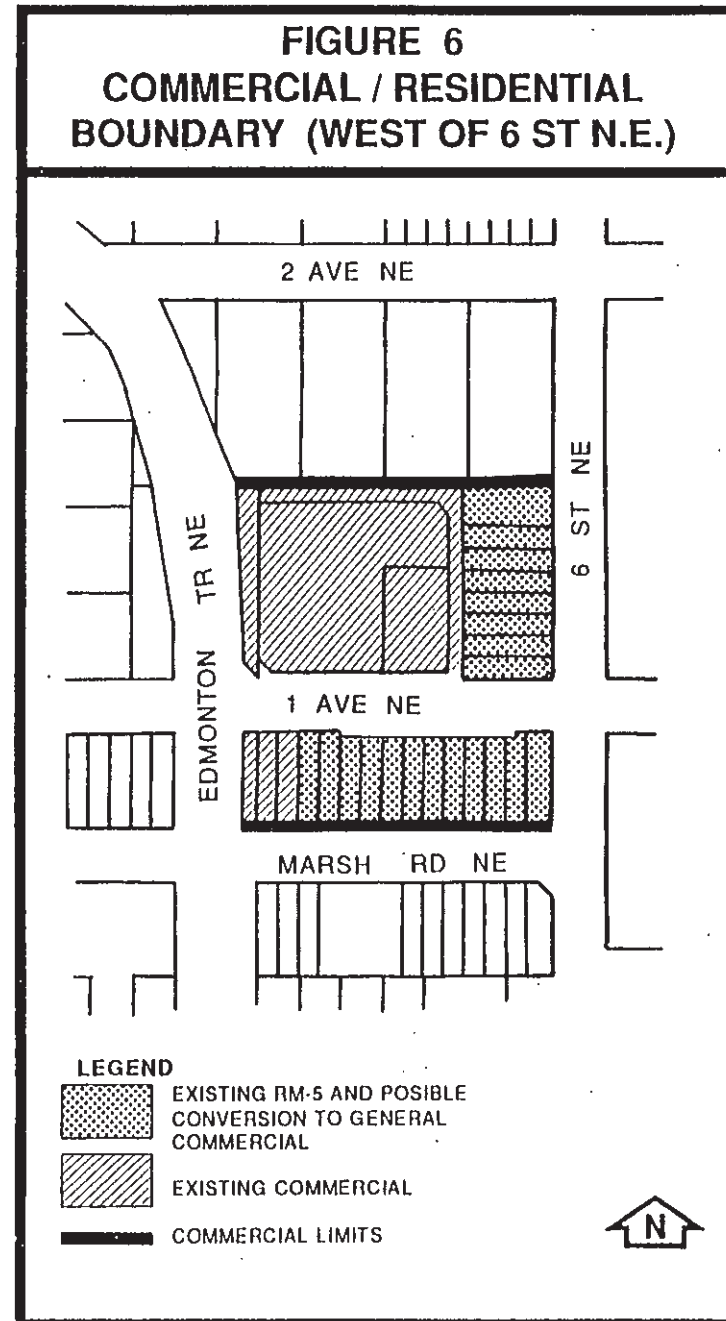 FIGURE 6
COMMERCIAL / RESIDENTIAL
BOUNDARY (WEST OF 6 ST N.E.)
2 AVE NE
6 ST NE
EDMONTON TR NE
1 AVE NE
MARSH RD NE
LEGEND
EXISTING RM-5 AND POSIBLE
CONVERSION TO GENERAL
COMMERCIAL
EXISTING COMMERCIAL
COMMERCIAL LIMITS
N